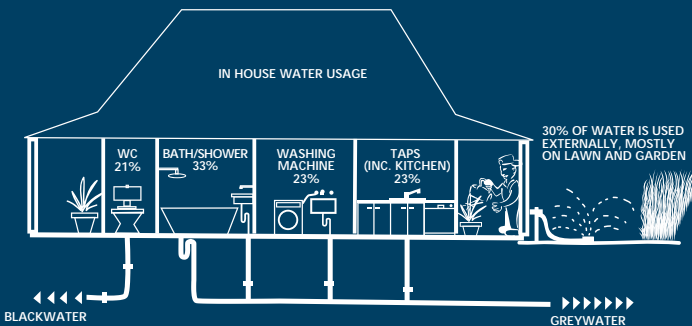 IN HOUSE WATER USAGE
30% OF WATER IS USED
EXTERNALLY, MOSTLY
ON LAWN AND GARDEN
WC
21%
BATH/SHOWER
33%
WASHING
MACHINE
23%
TAPS
(INC. KITCHEN)
23%
BLACKWATER
GREYWATER